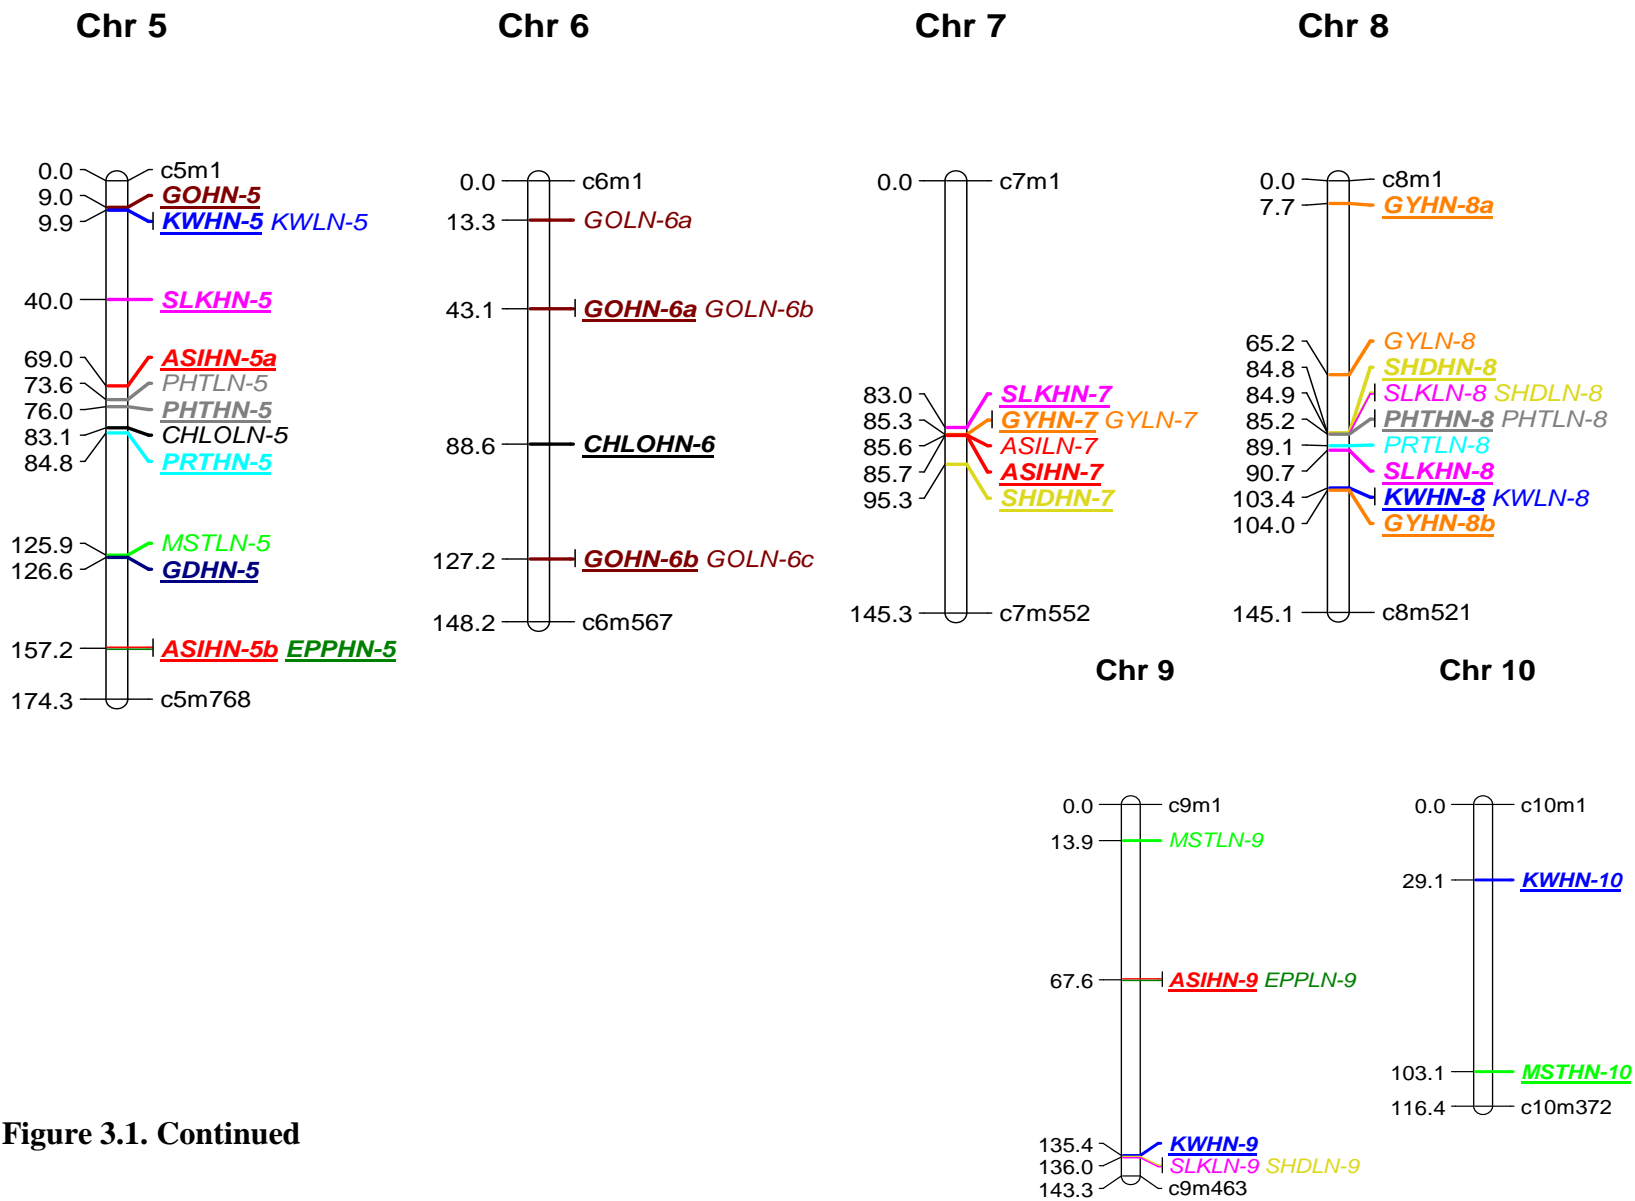 Chr 5
0.0 c5m1
9.0 GOHN-5
9.9 KWHN-5 KWLN-5
40.0 SLKHN-5
69.0 ASIHN-5a
73.6 PHTLN-5
76.0 PHTHN-5
83.1 CHLOLN-5
84.8 PRTHN-5
125.9 MSTLN-5
126.6 GDHN-5
157.2 ASIHN-5b EPPHN-5
174.3 c5m768
Chr 6
0.0 c6m1
13.3 GOLN-6a
43.1 GOHN-6a GOLN-6b
88.6 CHLOHN-6
127.2 GOHN-6b GOLN-6c
148.2 c6m567
Chr 7
0.0 c7m1
83.0 SLKHN-7
85.3 GYHN-7 GYLN-7
85.6 ASILN-7
85.7 ASIHN-7
95.3 SHDHN-7
145.3 c7m552
Chr 8
0.0 c8m1
7.7 GYHN-8a
65.2 GYLN-8
84.8 SHDHN-8
84.9 SLKLN-8 SHDLN-8
85.2 PHTHN-8 PHTLN-8
89.1 PRTLN-8
90.7 SLKHN-8
103.4 KWHN-8 KWLN-8
104.0 GYHN-8b
145.1 c8m521
Chr 9
0.0 c9m1
13.9 MSTLN-9
67.6 ASIHN-9 EPPLN-9
135.4 KWHN-9
136.0 SLKLN-9 SHDLN-9
143.3 c9m463
Chr 10
0.0 c10m1
29.1 KWHN-10
103.1 MSTHN-10
116.4 c10m372
Figure 3.1. Continued